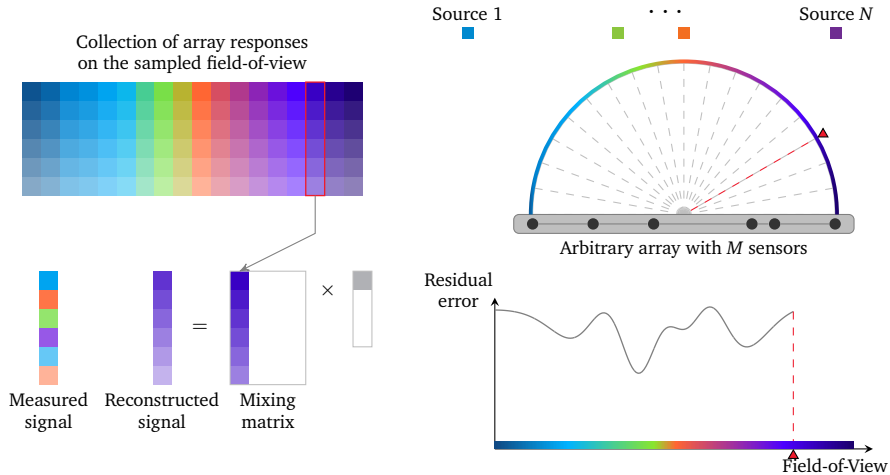 Source 1
. . .
Source N
Collection of array responses
on the sampled field-of-view
Arbitrary array with M sensors
Residual
error
×
=
Measured
signal
Reconstructed
signal
Mixing
matrix
Field-of-View